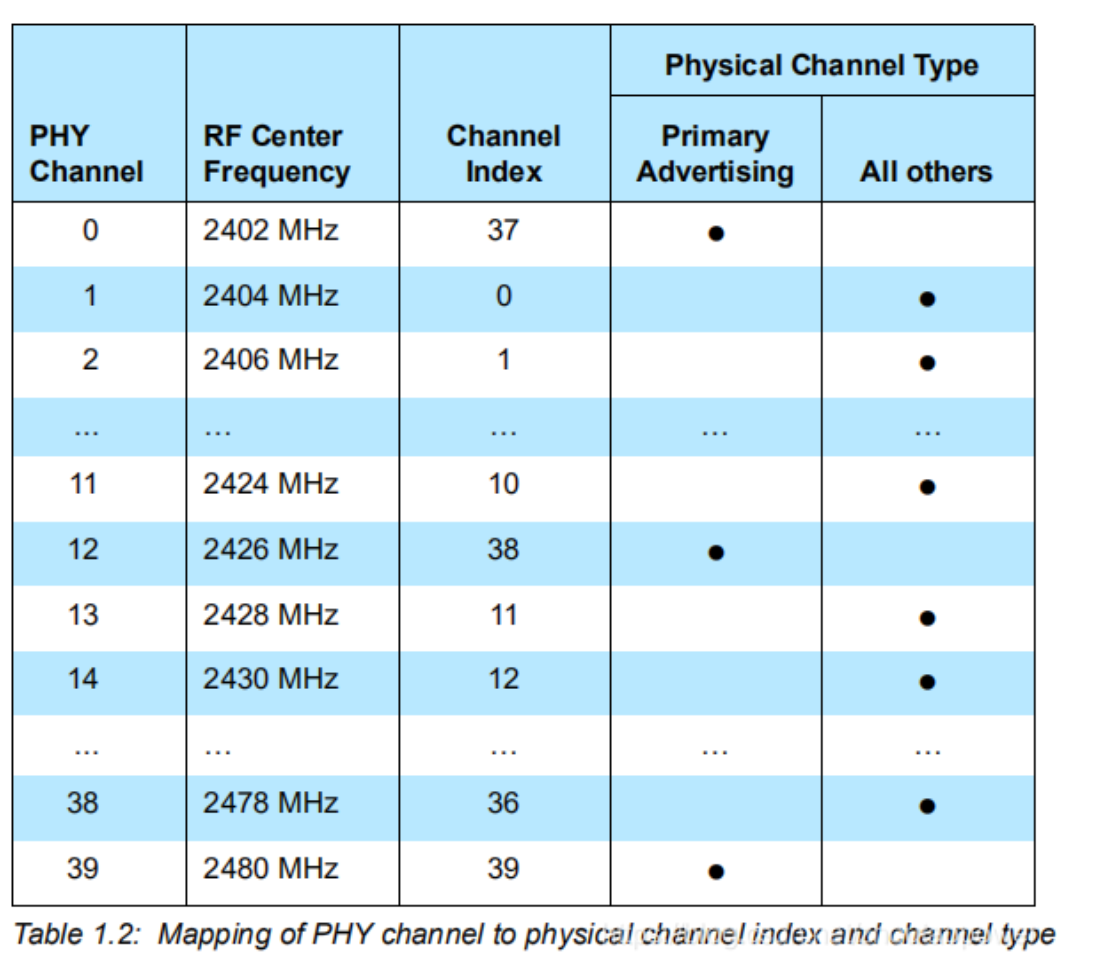 Physical Channel Type
PHY Channel RF Center Frequency Channel Index Primary Advertising All others
0 2402 MHz 37 ●
1 2404 MHz 0 ●
2 2406 MHz 1 ●
... ... ... ... ...
11 2424 MHz 10 ●
12 2426 MHz 38 ●
13 2428 MHz 11 ●
14 2430 MHz 12 ●
... ... ... ... ...
38 2478 MHz 36 ●
39 2480 MHz 39 ●
Table 1.2: Mapping of PHY channel to physical channel index and channel type